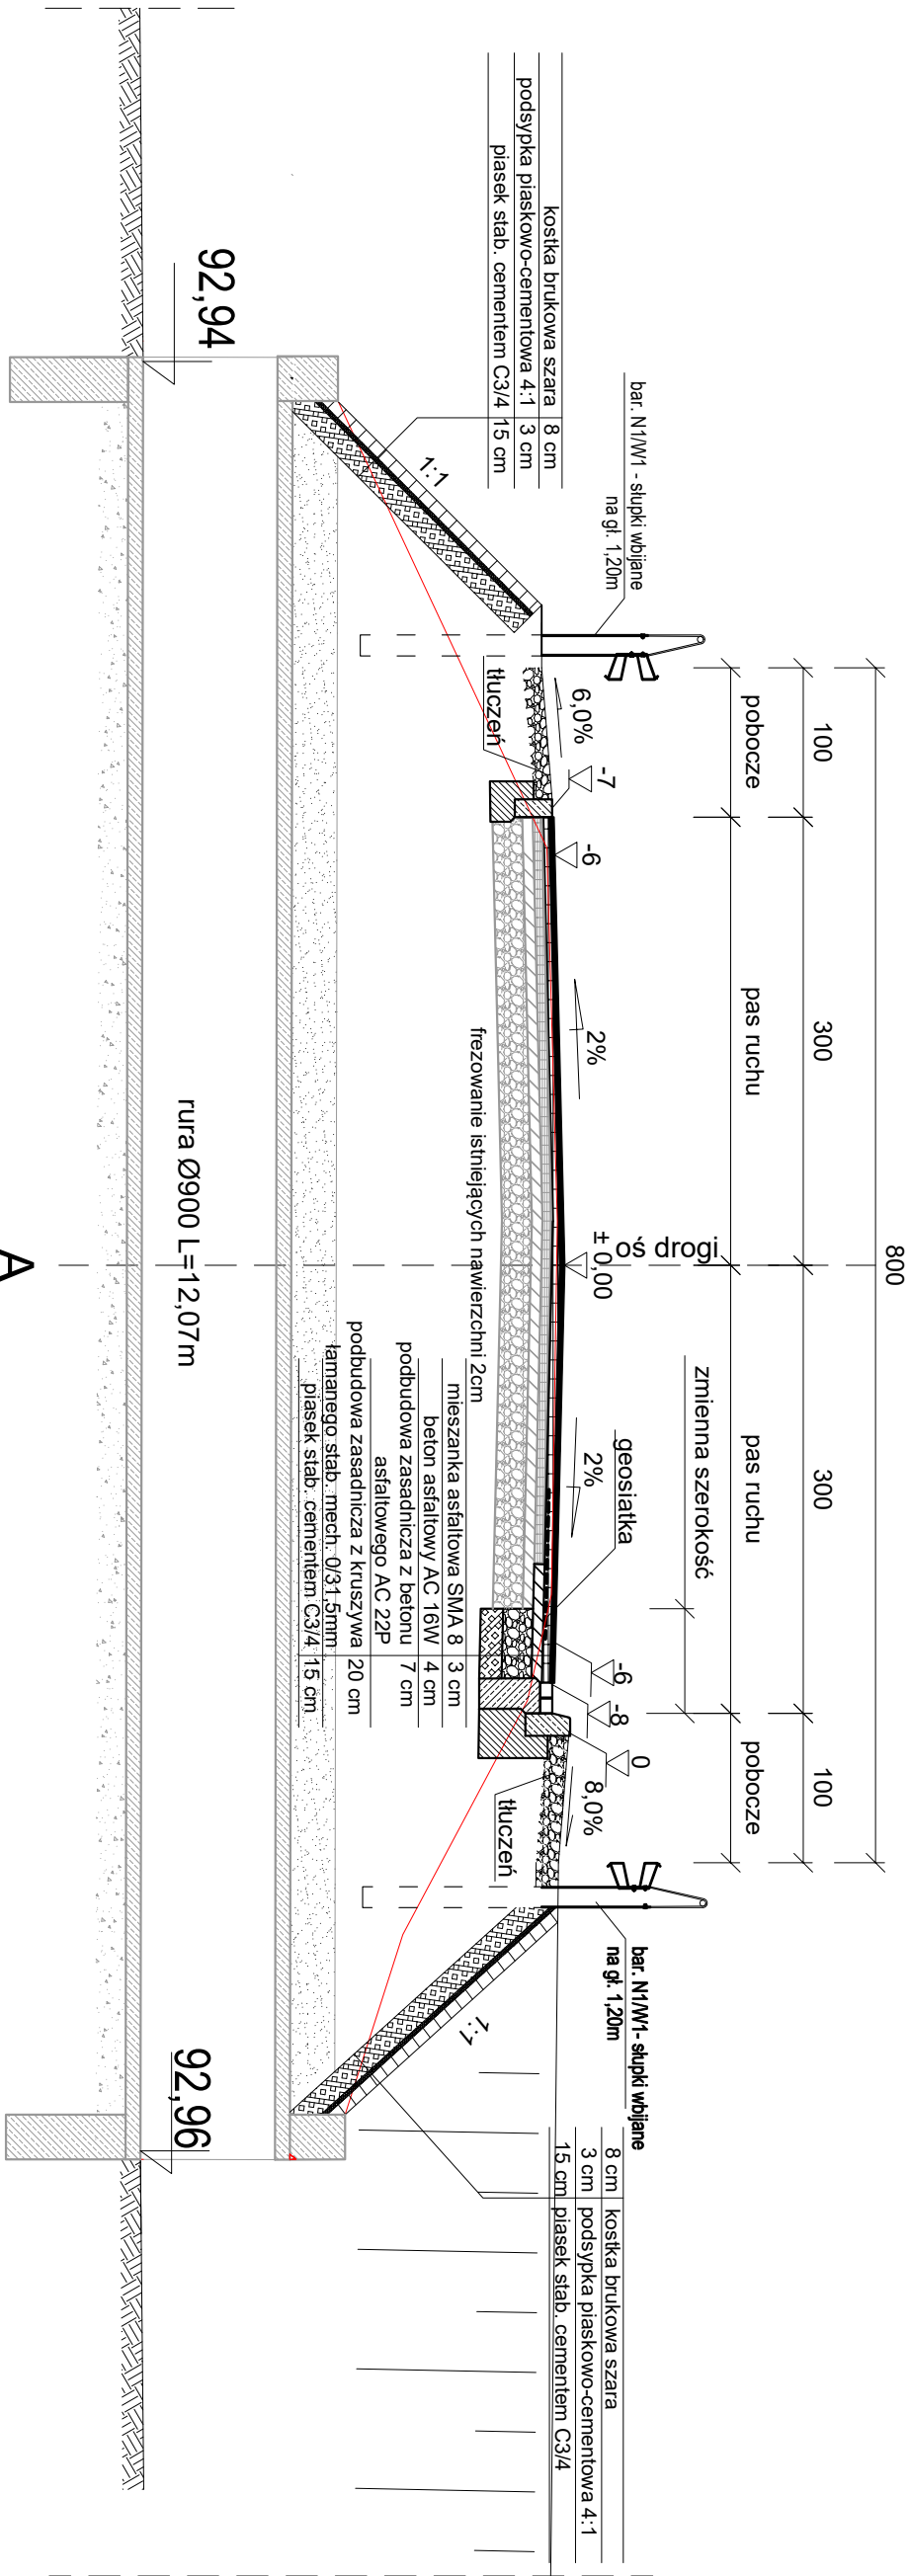 800
100
300
300
100
pobocze
pas ruchu
pas ruchu
pobocze
zmienna szerokość
oś drogi
± 0,00
bar. N1/W1 - słupki wbijane
na gł. 1,20m
bar. N1/W1- słupki wbijane
na gł. 1,20m
kostka brukowa szara 8 cm
podsypka piaskowo-cementowa 4:1 3 cm
piasek stab. cementem C3/4 15 cm
8 cm kostka brukowa szara
3 cm podsypka piaskowo-cementowa 4:1
15 cm piasek stab. cementem C3/4
6,0%
-7
-6
2%
2%
geosiatka
-6
-8
0
8,0%
tłuczeń
tłuczeń
1:1
1:1
frezowanie istniejących nawierzchni 2cm
mieszanka asfaltowa SMA 8 3 cm
beton asfaltowy AC 16W 4 cm
podbudowa zasadnicza z betonu 7 cm
asfaltowego AC 22P
podbudowa zasadnicza z kruszywa 20 cm
łamanego stab. mech. 0/31,5mm
piasek stab. cementem C3/4 15 cm
92,94
92,96
rura Ø900 L=12,07m
A